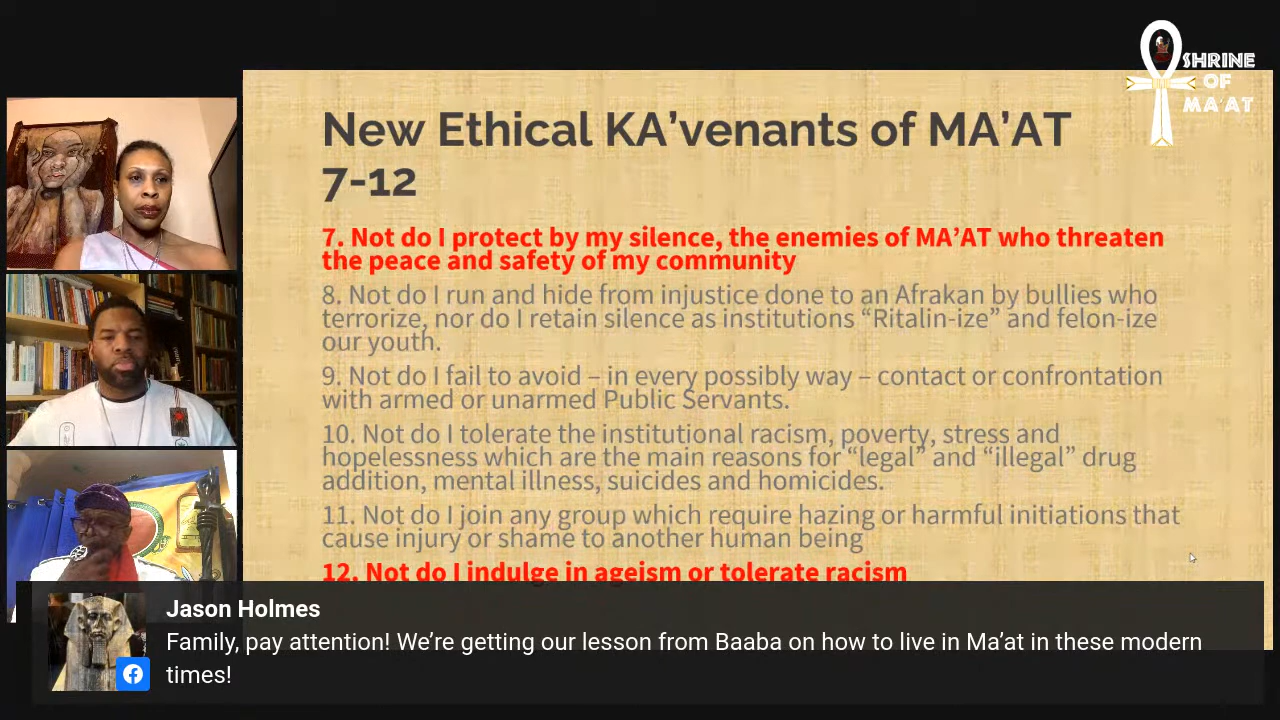 SHRINE
OF
MA'AT
New Ethical KA’venants of MA’AT
7-12
7. Not do I protect by my silence, the enemies of MA’AT who threaten
the peace and safety of my community
8. Not do I run and hide from injustice done to an Afrakan by bullies who
terrorize, nor do I retain silence as institutions “Ritalin-ize” and felon-ize
our youth.
9. Not do I fail to avoid – in every possibly way – contact or confrontation
with armed or unarmed Public Servants.
10. Not do I tolerate the institutional racism, poverty, stress and
hopelessness which are the main reasons for “legal” and “illegal” drug
addition, mental illness, suicides and homicides.
11. Not do I join any group which require hazing or harmful initiations that
cause injury or shame to another human being
12. Not do I indulge in ageism or tolerate racism
Jason Holmes
Family, pay attention! We’re getting our lesson from Baaba on how to live in Ma’at in these modern
times!